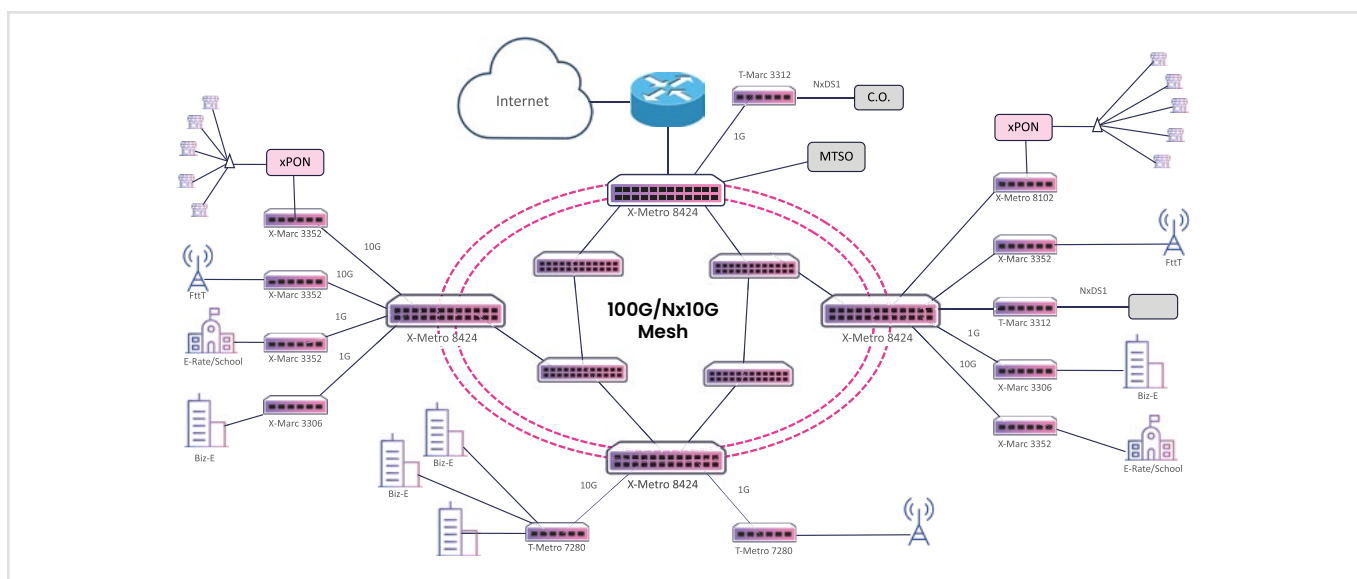 T-Marc 3312
NxDS1
C.O.
Internet
1G
MTSO
X-Metro 8424
xPON
X-Marc 3352
10G
FttT
10G
X-Marc 3352
1G
E-Rate/School
X-Marc 3352
1G
Biz-E
X-Marc 3306
X-Metro 8424
100G/Nx10G
Mesh
xPON
X-Metro 8102
X-Marc 3352
FttT
NxDS1
T-Marc 3312
X-Metro 8424
1G
X-Marc 3306
Biz-E
10G
X-Marc 3352
E-Rate/School
Biz-E
Biz-E
X-Metro 8424
10G
1G
T-Metro 7280
T-Metro 7280